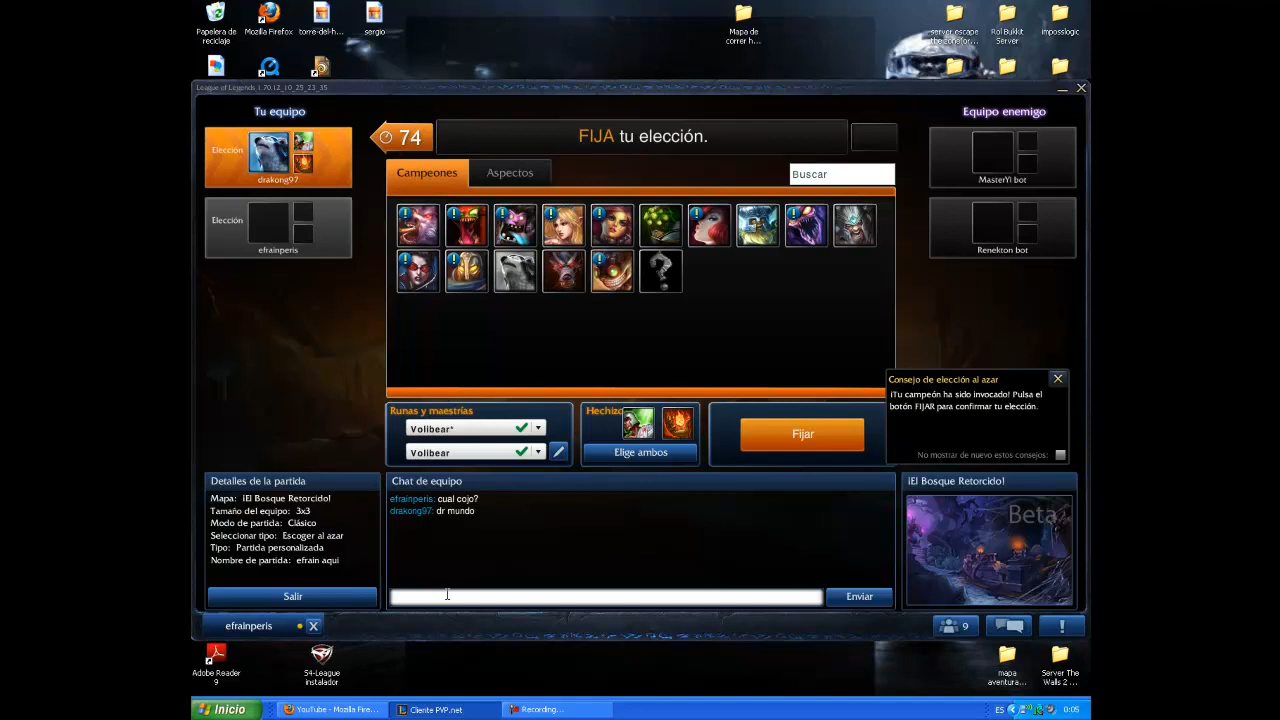 Papelera de reciclaje
Mozilla Firefox
torre-del-h...
sergio
Mapa de correr h...
server escape the zone(or...
Rol Bukkit Server
impossiogic
League of Legends 1.70.12_10_25_23_35
Tu equipo
Equipo enemigo
74
FIJA tu elección.
Elección
drakong97
Elección
efrainperis
Campeones
Aspectos
Buscar
MasterYi bot
Renekton bot
Consejo de elección al azar
¡Tu campeón ha sido invocado! Pulsa el
botón FIJAR para confirmar tu elección.
No mostrar de nuevo estos consejos:
Runas y maestrías
Volibear*
Volibear
Hechizo
Elige ambos
Fijar
Detalles de la partida
Mapa: ¡El Bosque Retorcido!
Tamaño del equipo: 3x3
Modo de partida: Clásico
Seleccionar tipo: Escoger al azar
Tipo: Partida personalizada
Nombre de partida: efrain aqui
Salir
Chat de equipo
efrainperis: cual cojo?
drakong97: dr mundo
Enviar
¡El Bosque Retorcido!
Beta
efrainperis
9
Adobe Reader 9
S4-League instalador
mapa aventura...
Server The Walls 2 ...
Inicio
YouTube - Mozilla Fire...
Cliente PVP.net
Recording...
ES
0:05